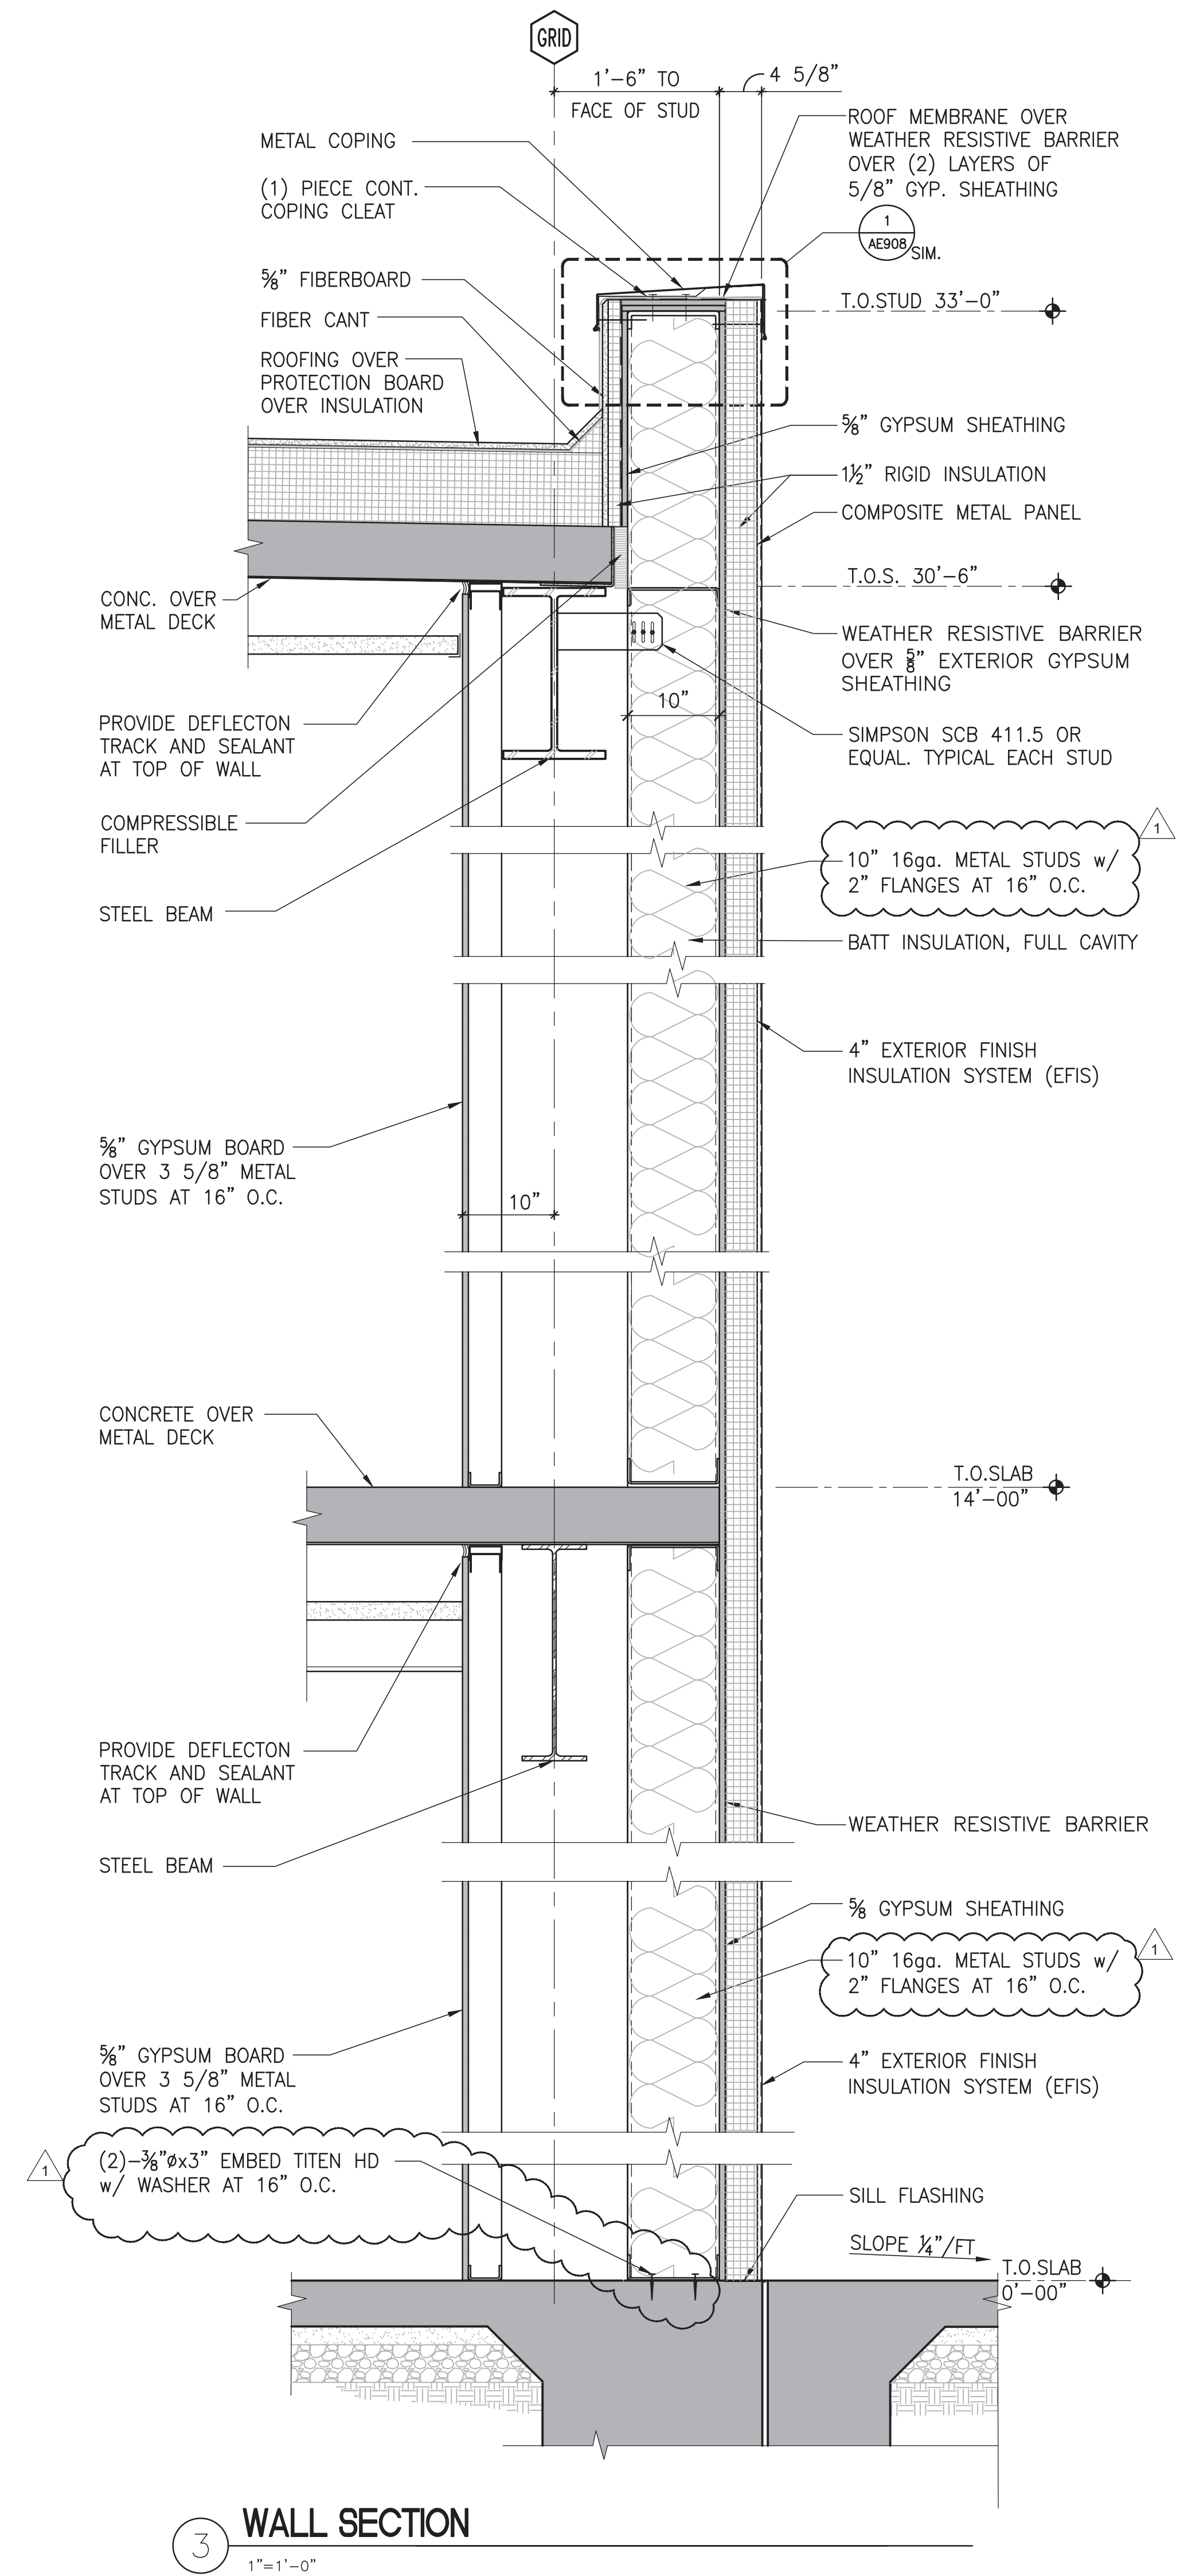 GRID
1'-6" TO
FACE OF STUD
4 5/8"
METAL COPING
(1) PIECE CONT.
COPING CLEAT
⅝" FIBERBOARD
FIBER CANT
ROOFING OVER
PROTECTION BOARD
OVER INSULATION
ROOF MEMBRANE OVER
WEATHER RESISTIVE BARRIER
OVER (2) LAYERS OF
5/8" GYP. SHEATHING
1
AE908
SIM.
T.O.STUD 33'-0"
⅝" GYPSUM SHEATHING
1½" RIGID INSULATION
COMPOSITE METAL PANEL
T.O.S. 30'-6"
CONC. OVER
METAL DECK
WEATHER RESISTIVE BARRIER
OVER ⅝" EXTERIOR GYPSUM
SHEATHING
10"
PROVIDE DEFLECTON
TRACK AND SEALANT
AT TOP OF WALL
SIMPSON SCB 411.5 OR
EQUAL. TYPICAL EACH STUD
COMPRESSIBLE
FILLER
1
10" 16ga. METAL STUDS w/
2" FLANGES AT 16" O.C.
STEEL BEAM
BATT INSULATION, FULL CAVITY
4" EXTERIOR FINISH
INSULATION SYSTEM (EFIS)
⅝" GYPSUM BOARD
OVER 3 5/8" METAL
STUDS AT 16" O.C.
10"
CONCRETE OVER
METAL DECK
T.O.SLAB
14'-00"
PROVIDE DEFLECTON
TRACK AND SEALANT
AT TOP OF WALL
WEATHER RESISTIVE BARRIER
STEEL BEAM
⅝ GYPSUM SHEATHING
1
10" 16ga. METAL STUDS w/
2" FLANGES AT 16" O.C.
⅝" GYPSUM BOARD
OVER 3 5/8" METAL
STUDS AT 16" O.C.
4" EXTERIOR FINISH
INSULATION SYSTEM (EFIS)
1
(2)-⅜"øx3" EMBED TITEN HD
w/ WASHER AT 16" O.C.
SILL FLASHING
SLOPE ¼"/FT
T.O.SLAB
0'-00"
3
WALL SECTION
1"=1'-0"